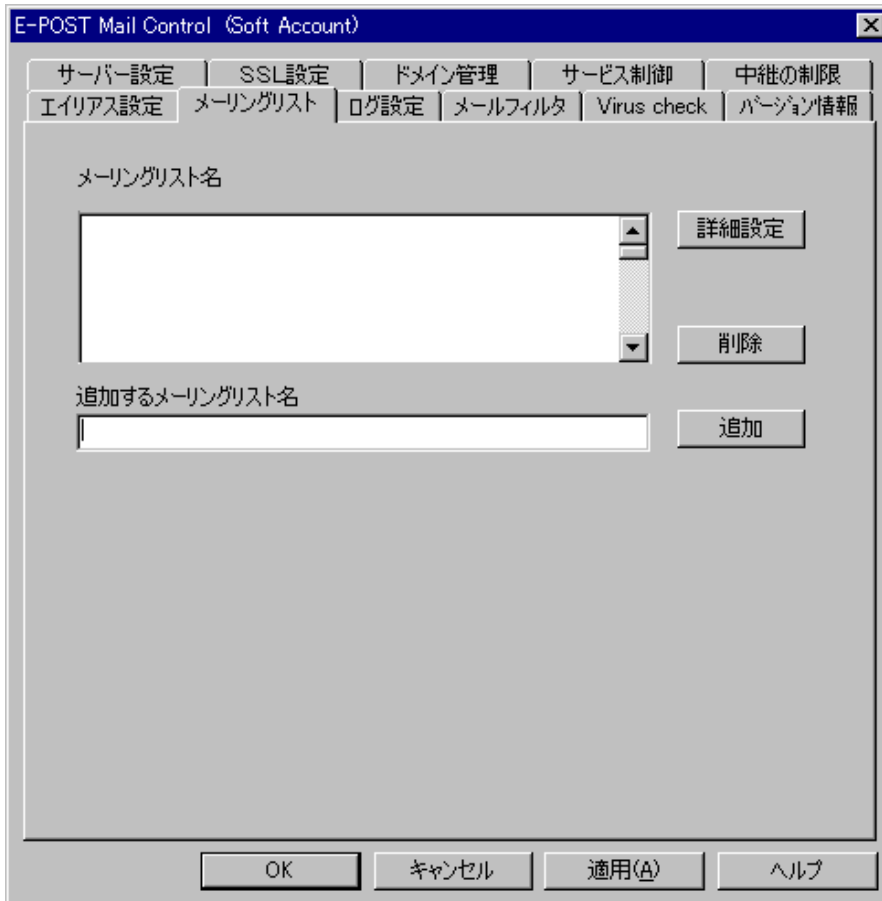 E-POST Mail Control (Soft Account)
サーバー設定 SSL設定 ドメイン管理 サービス制御 中継の制限
エイリアス設定 メーリングリスト ログ設定 メールフィルタ Virus check バージョン情報
メーリングリスト名
詳細設定
削除
追加するメーリングリスト名
追加
OK キャンセル 適用(A) ヘルプ